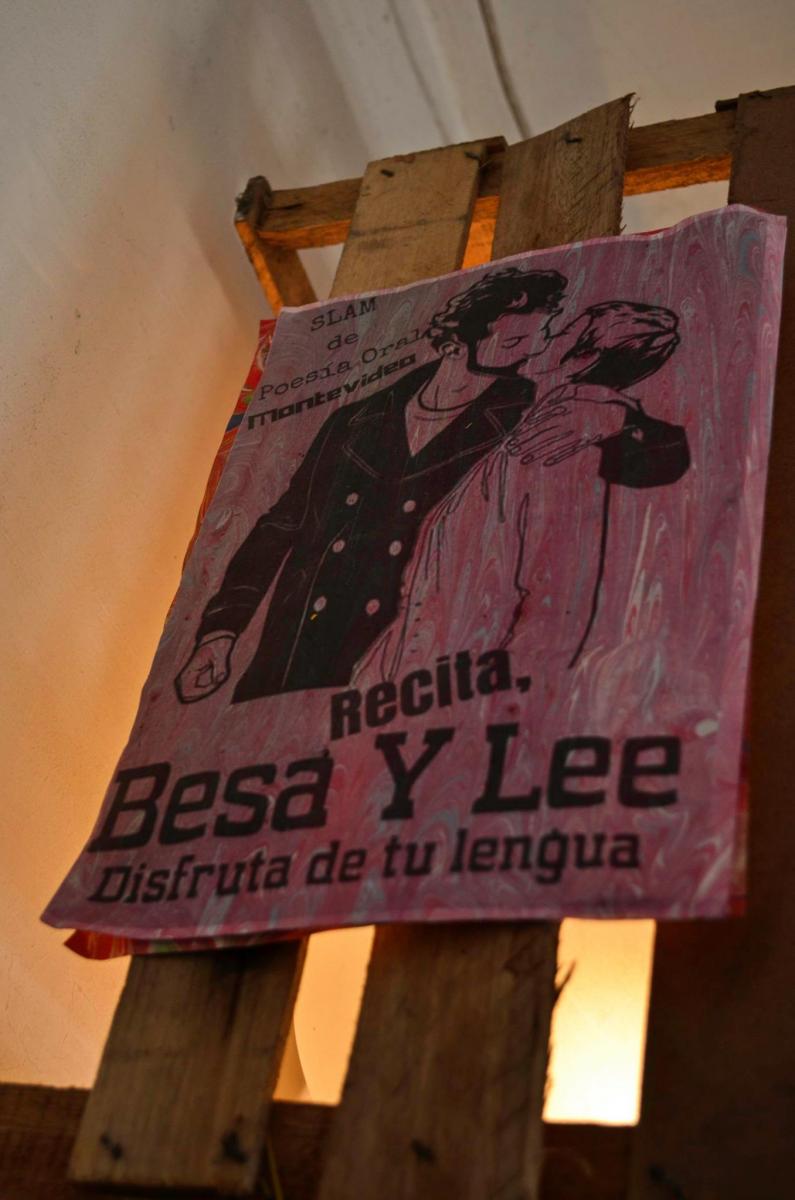 SLAM
de
Poesía Oral
Montevideo
Recita,
Besa Y Lee
Disfruta de tu lengua